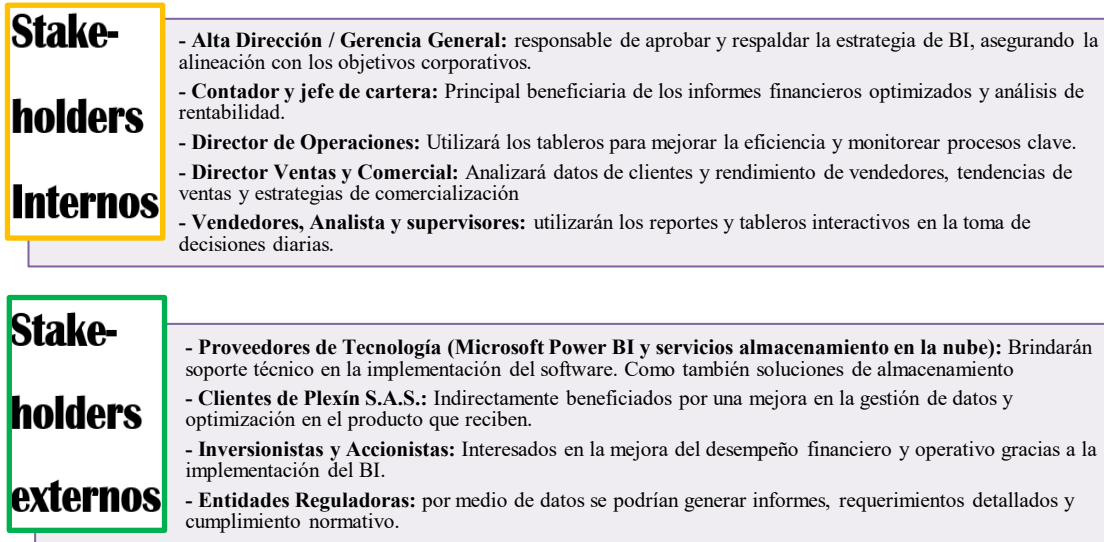 Stake-
holders
Internos
- Alta Dirección / Gerencia General: responsable de aprobar y respaldar la estrategia de BI, asegurando la
alineación con los objetivos corporativos.
- Contador y jefe de cartera: Principal beneficiaria de los informes financieros optimizados y análisis de
rentabilidad.
- Director de Operaciones: Utilizará los tableros para mejorar la eficiencia y monitorear procesos clave.
- Director Ventas y Comercial: Analizará datos de clientes y rendimiento de vendedores, tendencias de
ventas y estrategias de comercialización
- Vendedores, Analista y supervisores: utilizarán los reportes y tableros interactivos en la toma de
decisiones diarias.
Stake-
holders
externos
- Proveedores de Tecnología (Microsoft Power BI y servicios almacenamiento en la nube): Brindarán
soporte técnico en la implementación del software. Como también soluciones de almacenamiento
- Clientes de Plexín S.A.S.: Indirectamente beneficiados por una mejora en la gestión de datos y
optimización en el producto que reciben.
- Inversionistas y Accionistas: Interesados en la mejora del desempeño financiero y operativo gracias a la
implementación del BI.
- Entidades Reguladoras: por medio de datos se podrían generar informes, requerimientos detallados y
cumplimiento normativo.